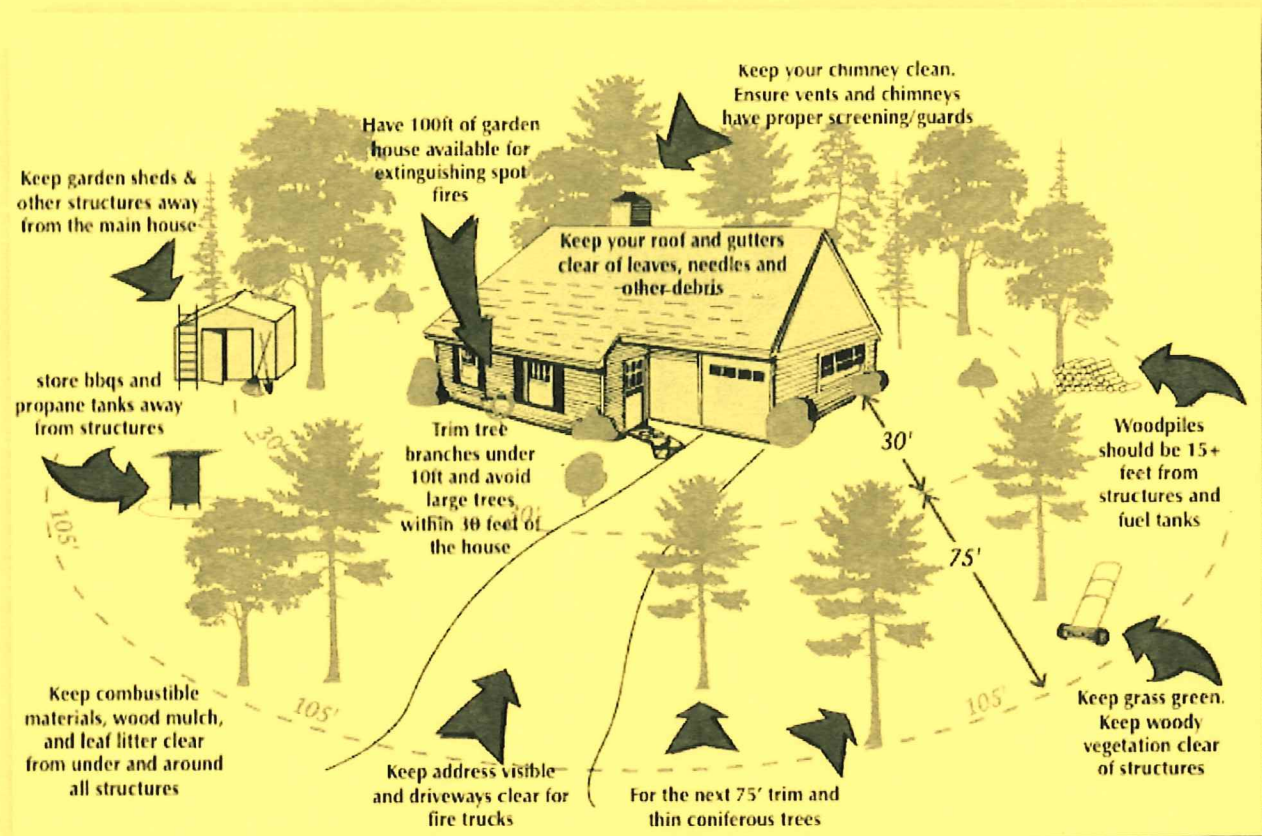 Keep your chimney clean.
Ensure vents and chimneys
have proper screening/guards
Have 100ft of garden
house available for
extinguishing spot
fires
Keep garden sheds &
other structures away
from the main house
Keep your roof and gutters
clear of leaves, needles and
other debris
store bbqs and
propane tanks away
from structures
30'
Trim tree
branches under
10ft and avoid
large trees
within 30 feet of
the house
30'
Woodpiles
should be 15+
feet from
structures and
fuel tanks
75'
105'
Keep combustible
materials, wood mulch,
and leaf litter clear
from under and around
all structures
105'
105'
Keep grass green.
Keep woody
vegetation clear
of structures
Keep address visible
and driveways clear for
fire trucks
For the next 75' trim and
thin coniferous trees